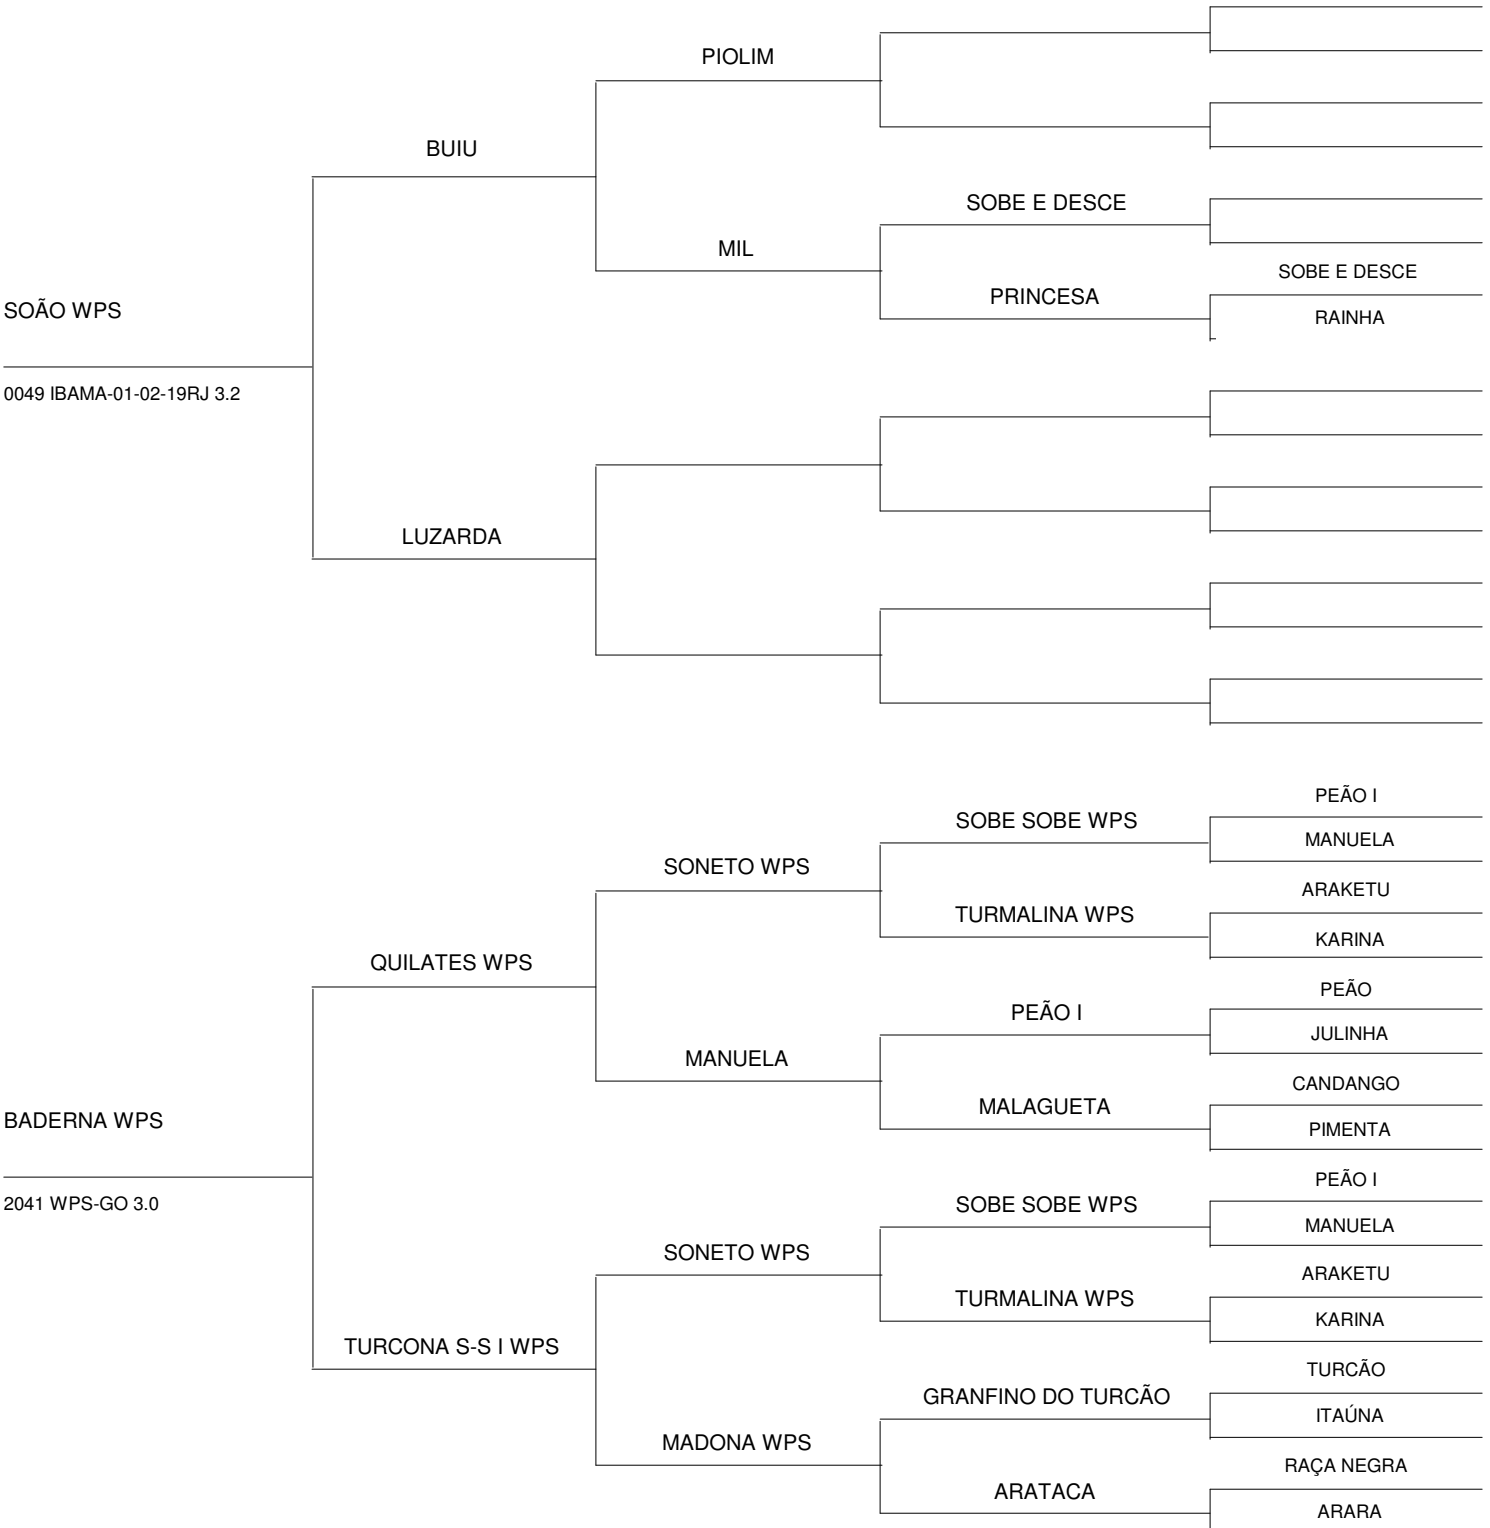 PIOLIM
BUIU
SOBE E DESCE
MIL
SOBE E DESCE
PRINCESA
RAINHA
SOÃO WPS
0049 IBAMA-01-02-19RJ 3.2
LUZARDA
PEÃO I
SOBE SOBE WPS
MANUELA
SONETO WPS
ARAKETU
TURMALINA WPS
KARINA
QUILATES WPS
PEÃO
PEÃO I
JULINHA
MANUELA
CANDANGO
MALAGUETA
PIMENTA
BADERNA WPS
2041 WPS-GO 3.0
PEÃO I
SOBE SOBE WPS
MANUELA
SONETO WPS
ARAKETU
TURMALINA WPS
KARINA
TURCONA S-S I WPS
TURCÃO
GRANFINO DO TURCÃO
ITAÚNA
MADONA WPS
RAÇA NEGRA
ARATACA
ARARA